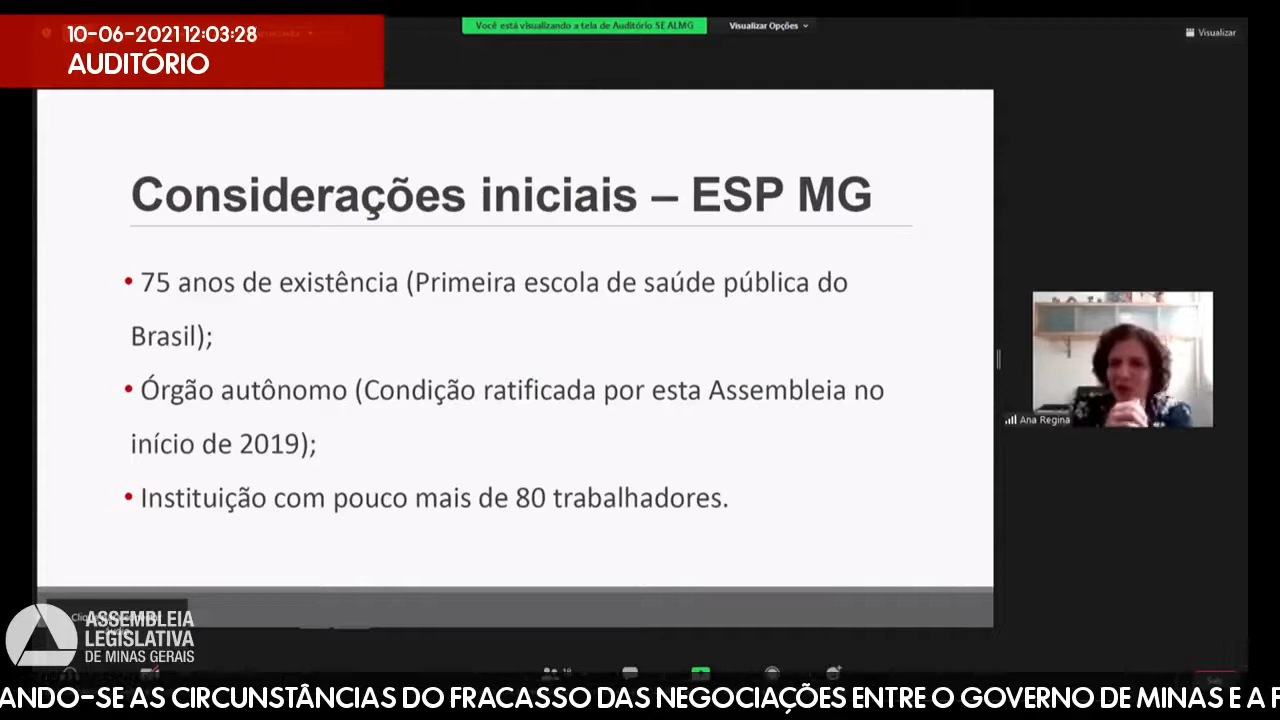 10-06-2021 12:03:28
AUDITÓRIO
Você está visualizando a tela de Auditório SE ALMG
Visualizar Opções
Visualizar
Considerações iniciais – ESP MG
• 75 anos de existência (Primeira escola de saúde pública do
Brasil);
• Órgão autônomo (Condição ratificada por esta Assembleia no
início de 2019);
• Instituição com pouco mais de 80 trabalhadores.
Ana Regina
ASSEMBLEIA
LEGISLATIVA
DE MINAS GERAIS
ANDO-SE AS CIRCUNSTÂNCIAS DO FRACASSO DAS NEGOCIAÇÕES ENTRE O GOVERNO DE MINAS E A F